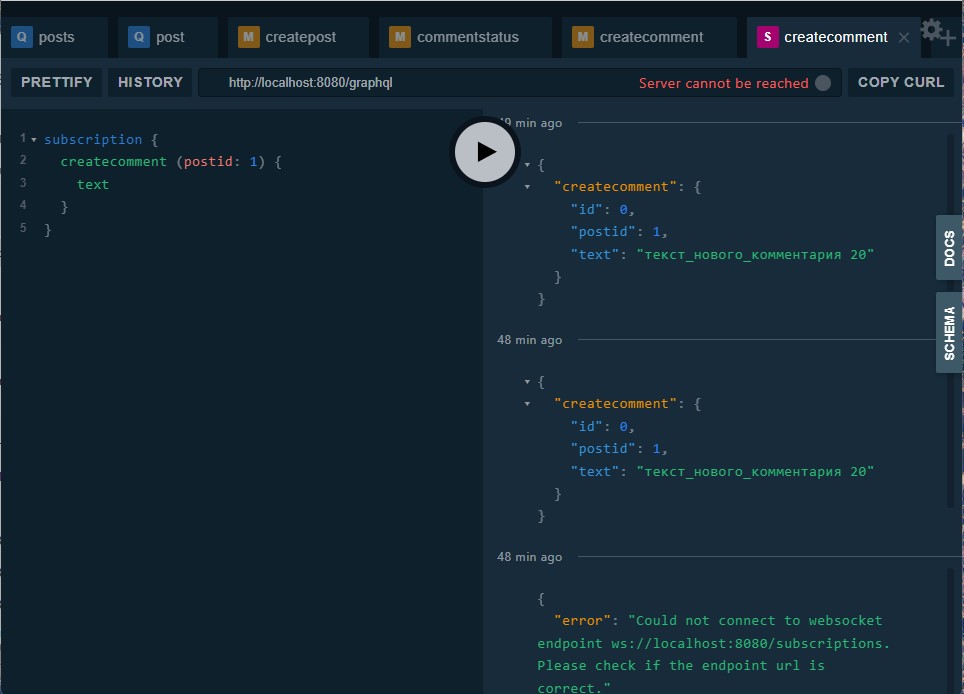 Q posts Q post M createpost M commentstatus M createcomment S createcomment ×
PRETTIFY HISTORY http://localhost:8080/graphql Server cannot be reached COPY CURL
1 subscription {
2 createcomment (postid: 1) {
3 text
4 }
5 }
49 min ago
{
"createcomment": {
"id": 0,
"postid": 1,
"text": "текст_нового_комментария 20"
}
}
48 min ago
{
"createcomment": {
"id": 0,
"postid": 1,
"text": "текст_нового_комментария 20"
}
}
48 min ago
{
"error": "Could not connect to websocket
endpoint ws://localhost:8080/subscriptions.
Please check if the endpoint url is
correct."
DOCS
SCHEMA